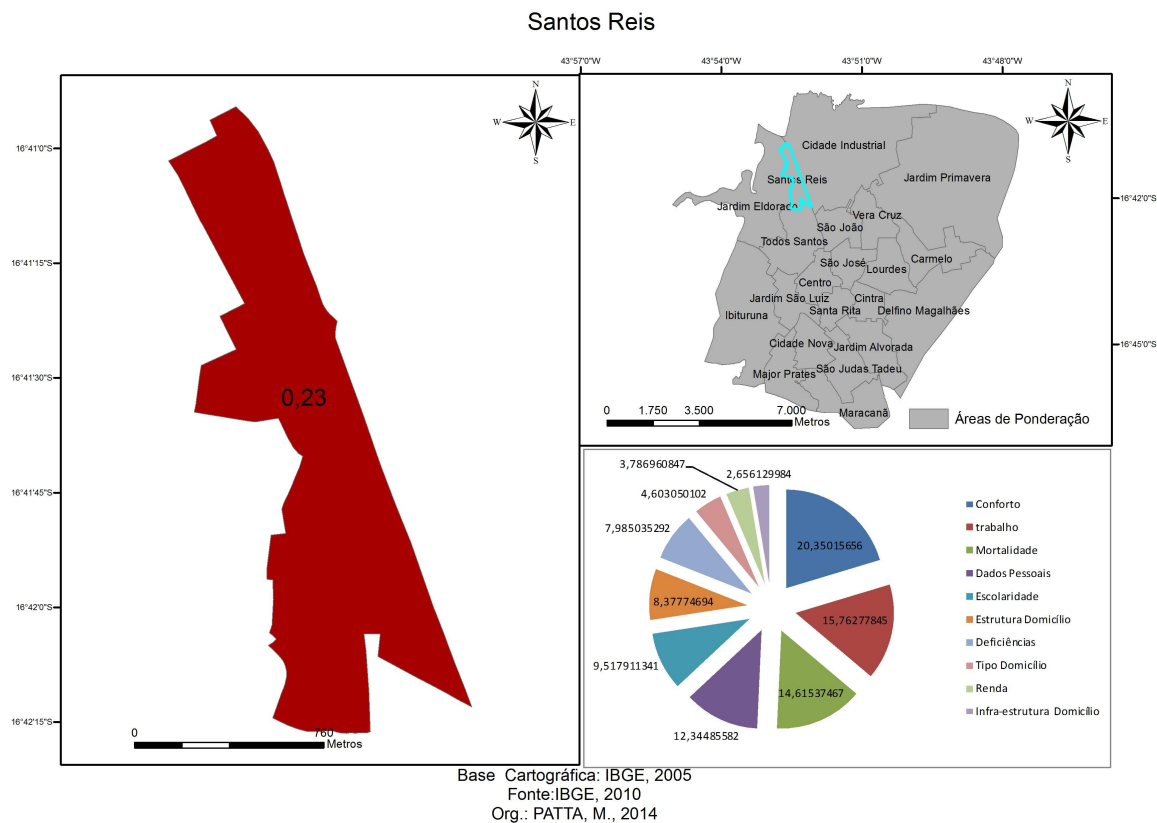 Santos Reis
43°57'0"W
43°54'0"W
43°51'0"W
43°48'0"W
N
W
E
S
16°41'0"S
16°41'15"S
16°41'30"S
16°41'45"S
16°42'0"S
16°42'15"S
0,23
0
760
Metros
N
W
E
S
16°42'0"S
16°45'0"S
Cidade Industrial
Santos Reis
Jardim Primavera
Jardim Eldorado
Vera Cruz
São João
Todos Santos
São José
Carmelo
Lourdes
Centro
Jardim São Luiz
Cintra
Ibituruna
Santa Rita
Delfino Magalhães
Cidade Nova
Jardim Alvorada
São Judas Tadeu
Major Prates
Maracanã
0
1.750
3.500
7.000
Metros
Áreas de Ponderação
3,786960847
2,656129984
4,603050102
7,985035292
20,35015656
8,37774694
15,76277845
9,517911341
14,61537467
12,34485582
Conforto
trabalho
Mortalidade
Dados Pessoais
Escolaridade
Estrutura Domicílio
Deficiências
Tipo Domicílio
Renda
Infra-estrutura Domicílio
Base Cartográfica: IBGE, 2005
Fonte:IBGE, 2010
Org.: PATTA, M., 2014